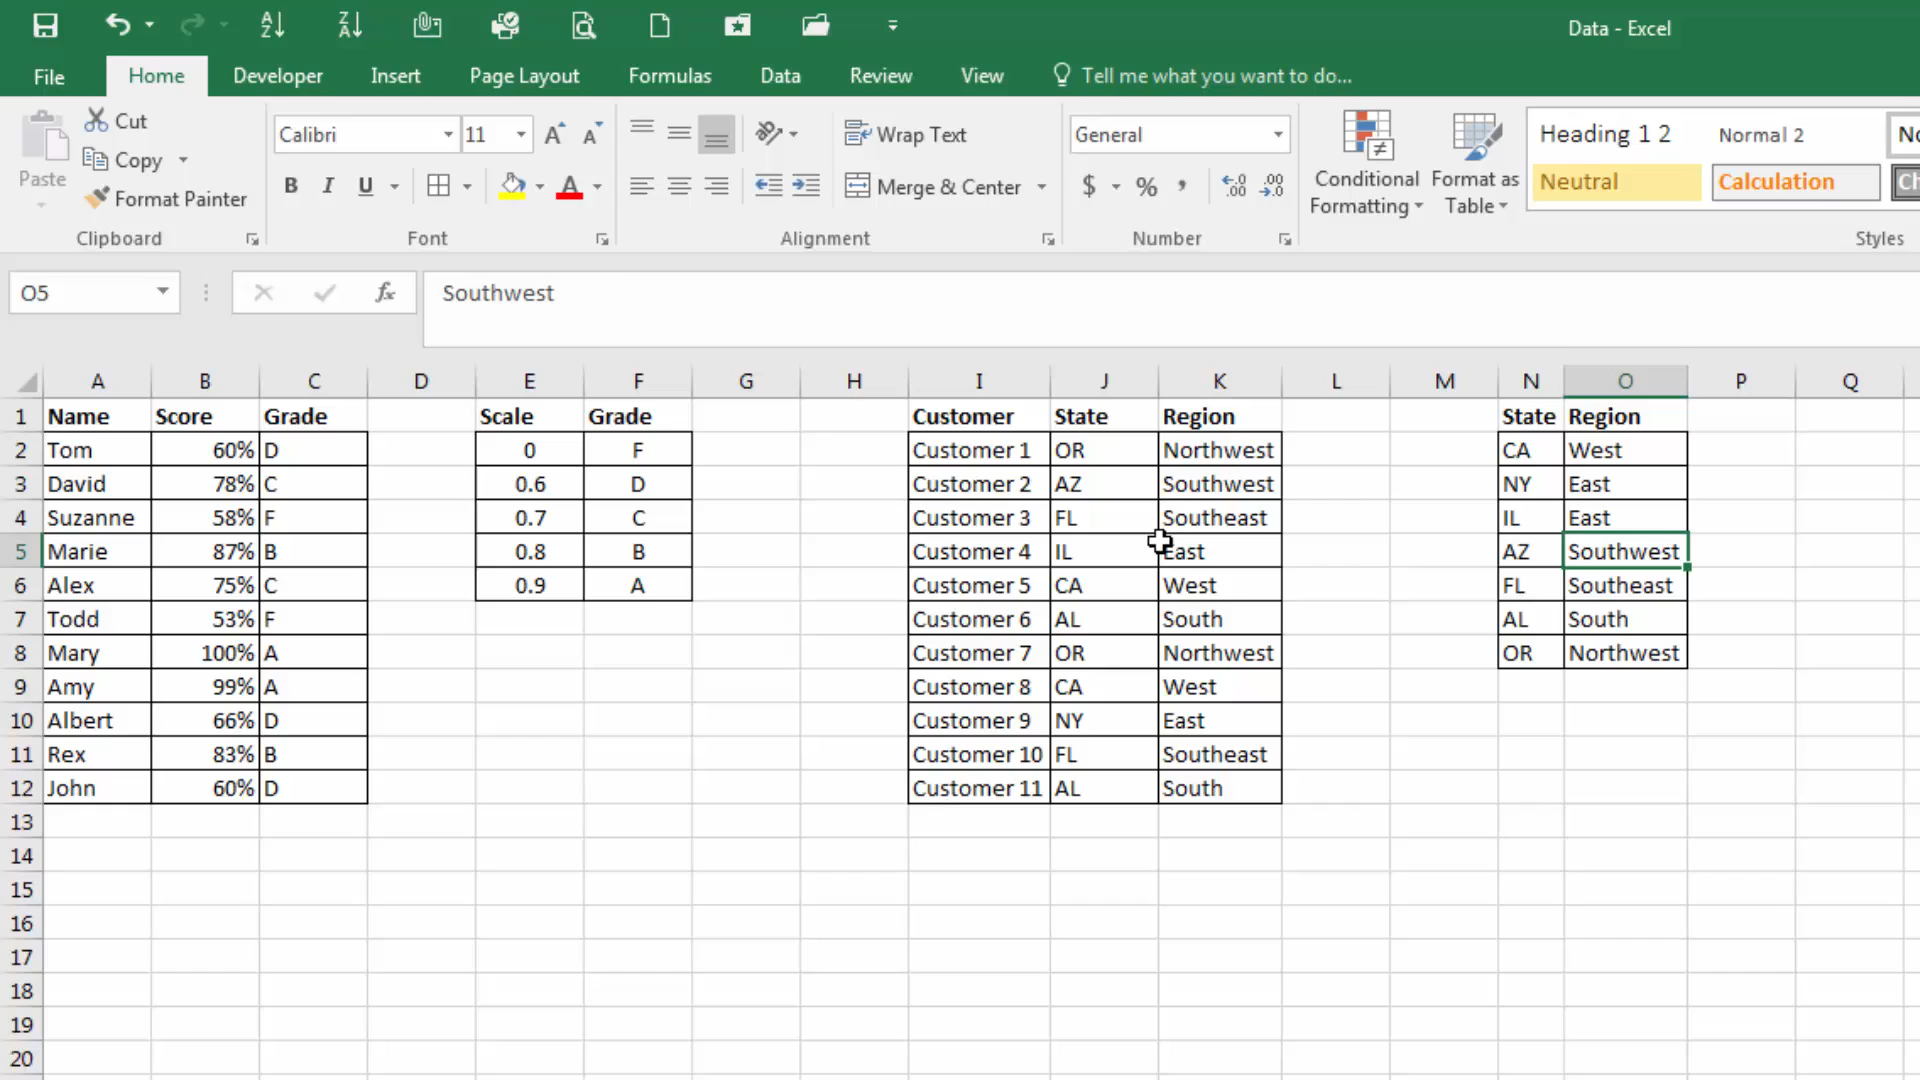 Data - Excel
File Home Developer Insert Page Layout Formulas Data Review View Tell me what you want to do...
Paste
Cut
Copy
Format Painter
Clipboard
Calibri 11
B I U
Font
Wrap Text
Merge & Center
Alignment
General
$ % ,
Number
Conditional Formatting
Format as Table
Heading 1 2 Normal 2
Neutral Calculation
Styles
O5 fx Southwest
A B C D E F G H I J K L M N O P Q
1 Name Score Grade Scale Grade Customer State Region State Region
2 Tom 60% D 0 F Customer 1 OR Northwest CA West
3 David 78% C 0.6 D Customer 2 AZ Southwest NY East
4 Suzanne 58% F 0.7 C Customer 3 FL Southeast IL East
5 Marie 87% B 0.8 B Customer 4 IL East AZ Southwest
6 Alex 75% C 0.9 A Customer 5 CA West FL Southeast
7 Todd 53% F Customer 6 AL South AL South
8 Mary 100% A Customer 7 OR Northwest OR Northwest
9 Amy 99% A Customer 8 CA West
10 Albert 66% D Customer 9 NY East
11 Rex 83% B Customer 10 FL Southeast
12 John 60% D Customer 11 AL South
13
14
15
16
17
18
19
20